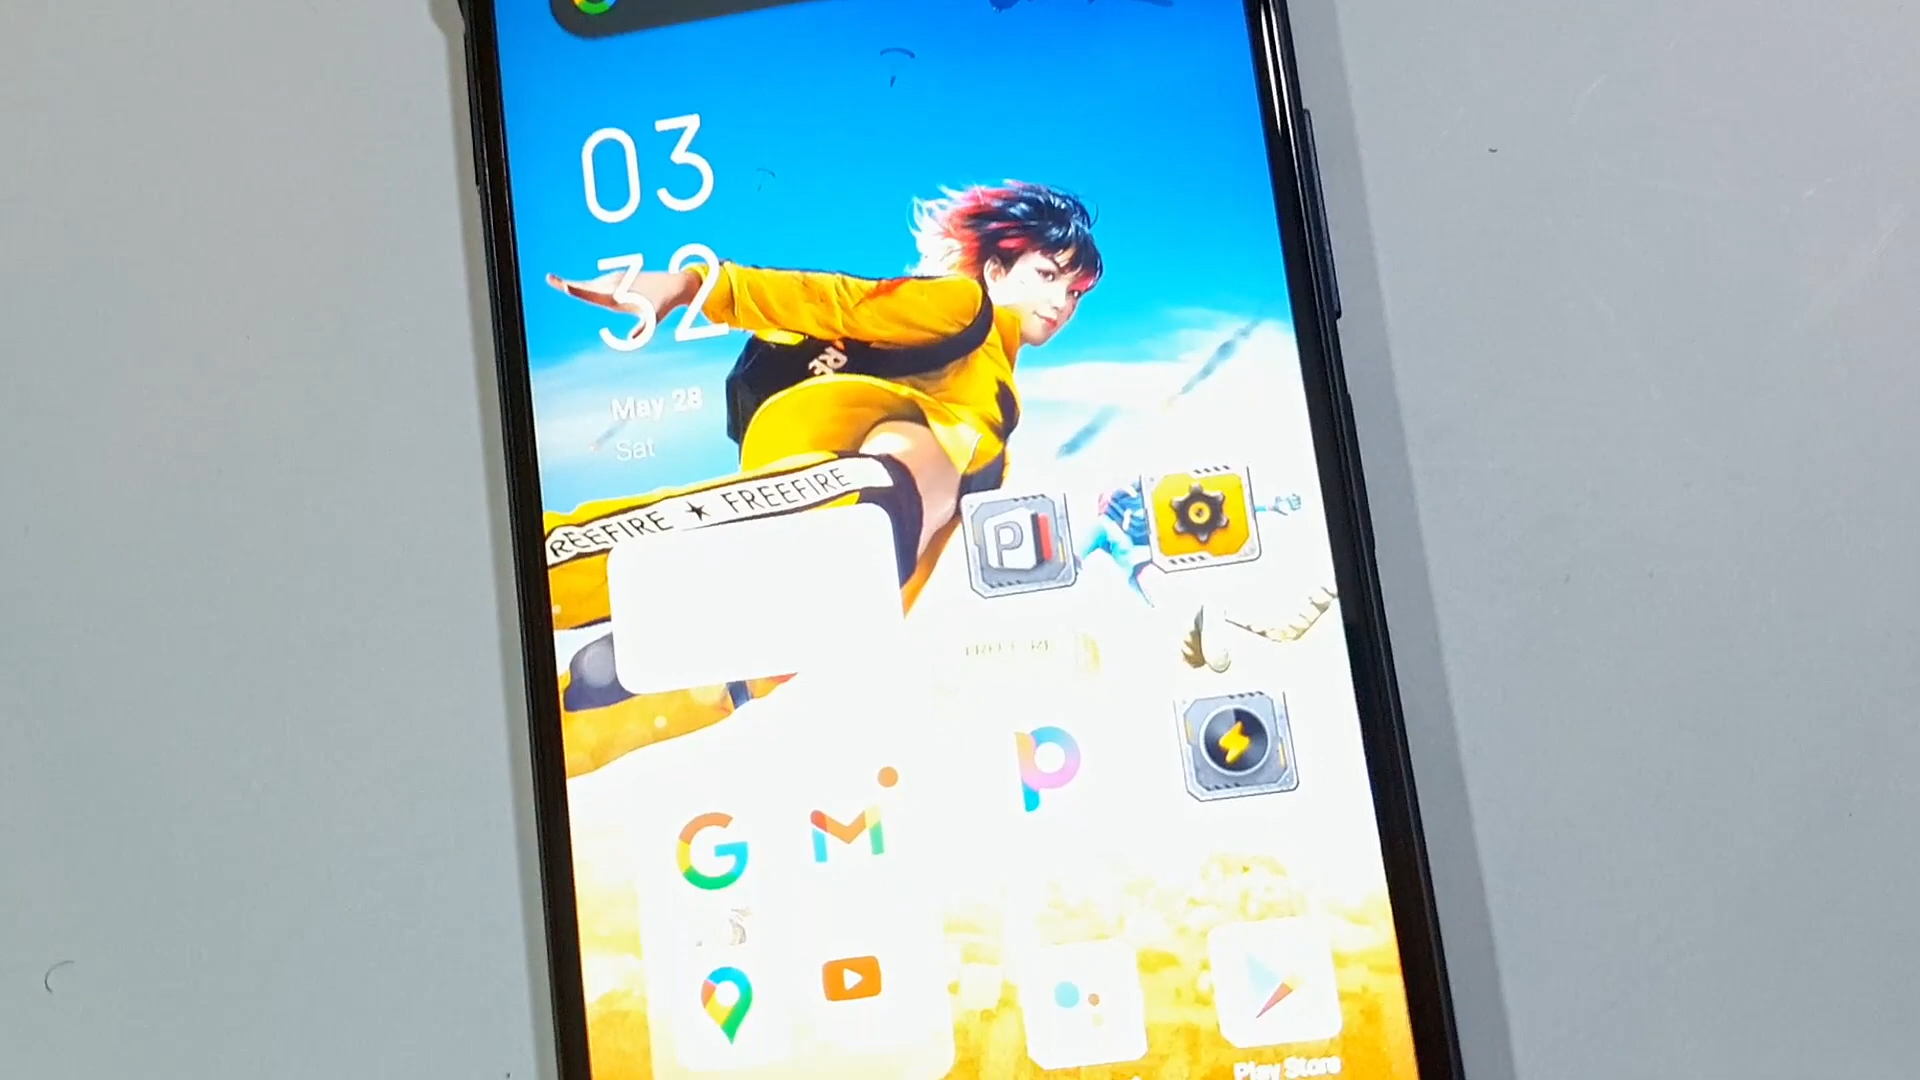 03
32
May 28
Sat
REEFIRE ★ FREEFIRE
Play Store